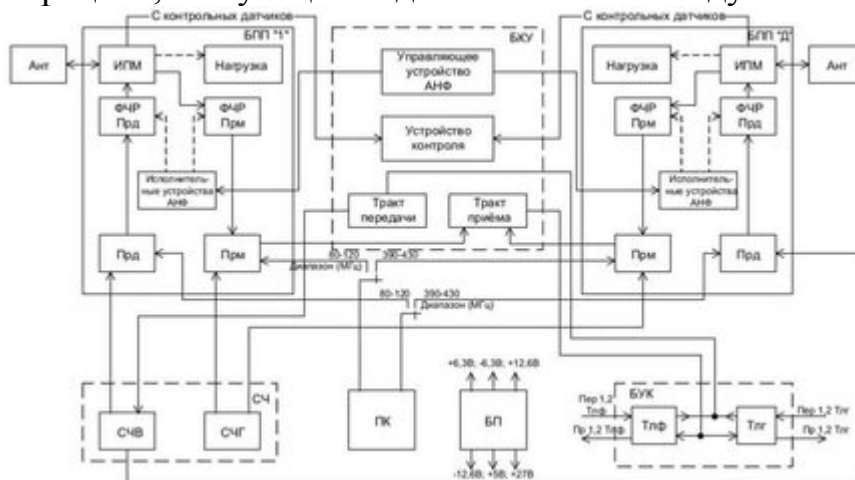 С контрольных датчиков
С контрольных датчиков
БПП "1"
БКУ
БПП "Д"
Ант
ИПМ
Нагрузка
Управляющее
устройство
АНФ
Нагрузка
ИПМ
Ант
ФЧР
Прд
ФЧР
Прм
Устройство
контроля
ФЧР
Прм
ФЧР
Прд
Исполнитель-
ные устройства
АНФ
Исполнитель-
ные устройства
АНФ
Тракт
передачи
Тракт
приёма
Прд
Прм
Прм
Прд
80-120
390-430
Диапазон (МГц)
80-120
390-430
Диапазон (МГц)
+6,3В; -6,3В; +12,6В
СЧ
БУК
СЧВ
СЧГ
ПК
БП
Пер 1,2
Тлф
Пр 1,2 Тлф
Тлф
Тлг
Пер 1,2 Тлг
Пр 1,2 Тлг
-12,6В; +5В; +27В